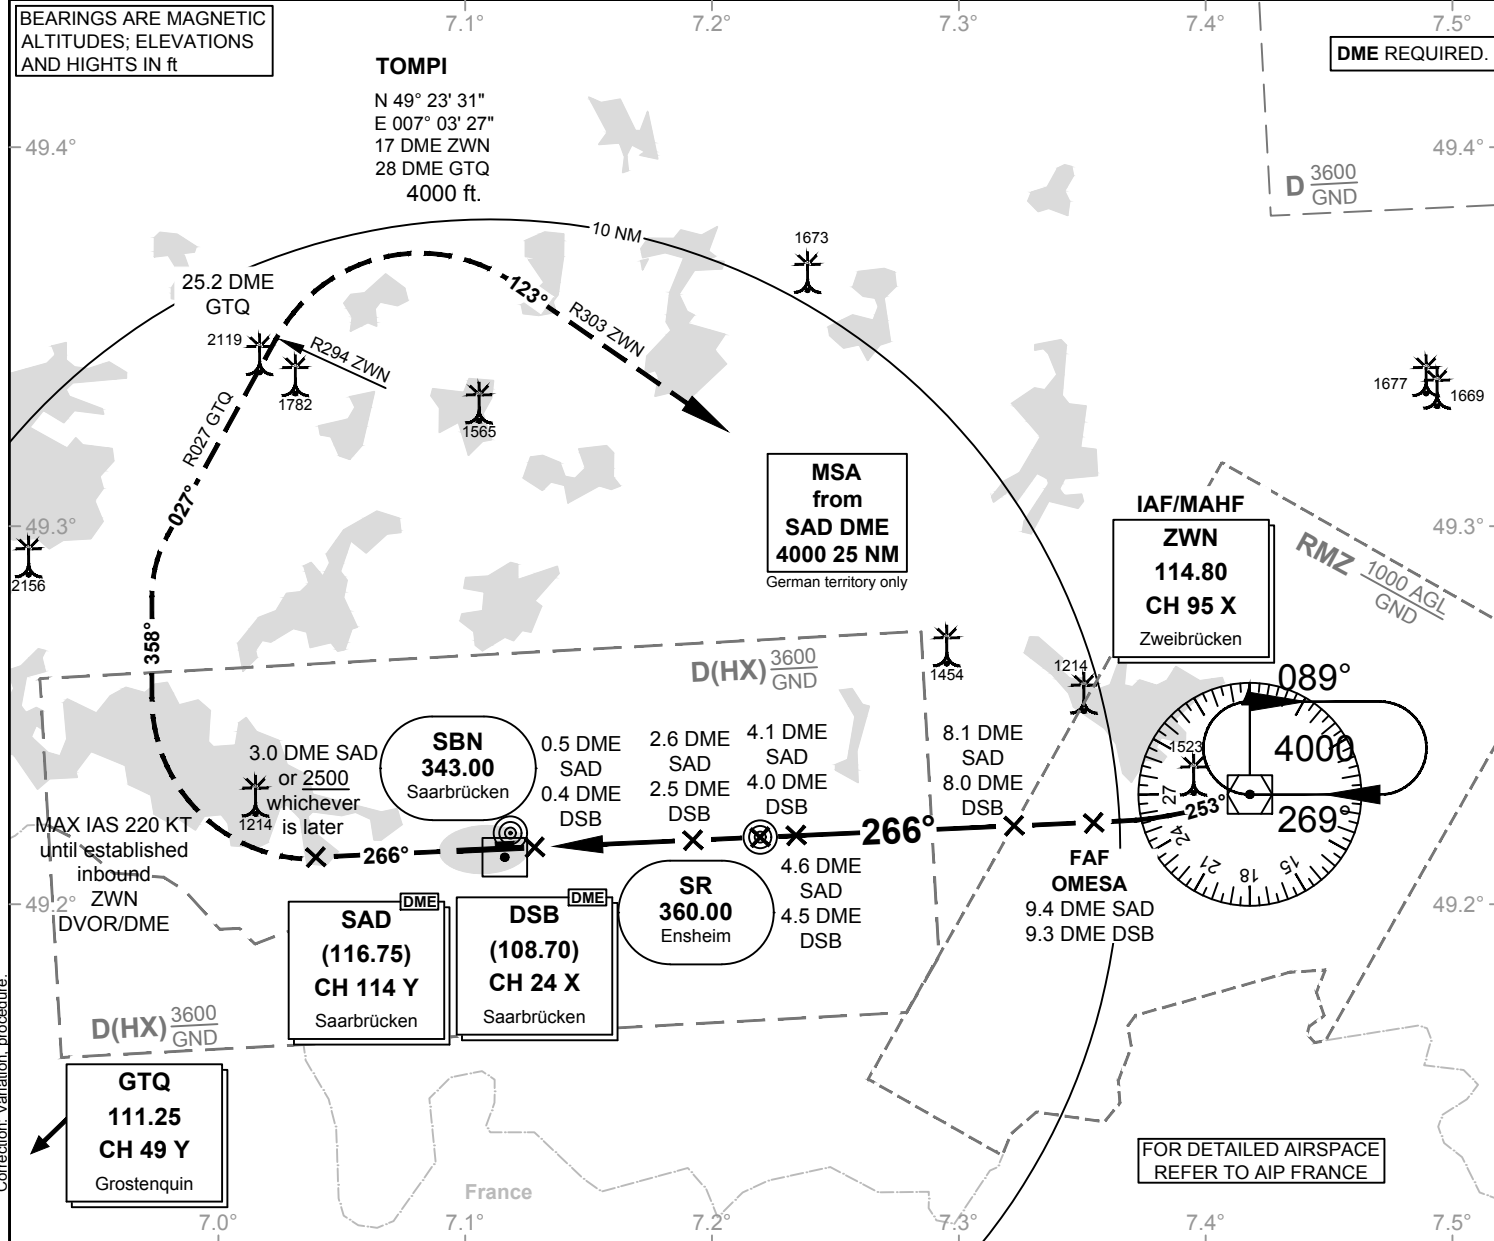 BEARINGS ARE MAGNETIC
ALTITUDES; ELEVATIONS
AND HIGHTS IN ft
7.1°
7.2°
7.3°
7.4°
7.5°
DME REQUIRED.
TOMPI
N 49° 23' 31"
E 007° 03' 27"
17 DME ZWN
28 DME GTQ
4000 ft.
49.4°
49.4°
D 3600
GND
10 NM
1673
25.2 DME
GTQ
123°
R303 ZWN
2119
R294 ZWN
1782
1565
1677
1669
R027 GTQ
027°
MSA
from
SAD DME
4000 25 NM
German territory only
IAF/MAHF
ZWN
114.80
CH 95 X
Zweibrücken
49.3°
49.3°
RMZ 1000 AGL
GND
2156
358°
D(HX) 3600
GND
1454
1214
089°
4000
269°
1523
253°
27
24
21
18
15
3.0 DME SAD
or 2500
whichever
is later
1214
SBN
343.00
Saarbrücken
0.5 DME
SAD
0.4 DME
DSB
2.6 DME
SAD
2.5 DME
DSB
4.1 DME
SAD
4.0 DME
DSB
8.1 DME
SAD
8.0 DME
DSB
MAX IAS 220 KT
until established
inbound
ZWN
DVOR/DME
266°
266°
SR
360.00
Ensheim
4.6 DME
SAD
4.5 DME
DSB
FAF
OMESA
9.4 DME SAD
9.3 DME DSB
49.2°
49.2°
DME
SAD
(116.75)
CH 114 Y
Saarbrücken
DME
DSB
(108.70)
CH 24 X
Saarbrücken
D(HX) 3600
GND
GTQ
111.25
CH 49 Y
Grostenquin
Correction: Variation, procedure.
France
FOR DETAILED AIRSPACE
REFER TO AIP FRANCE
7.0°
7.1°
7.2°
7.3°
7.4°
7.5°